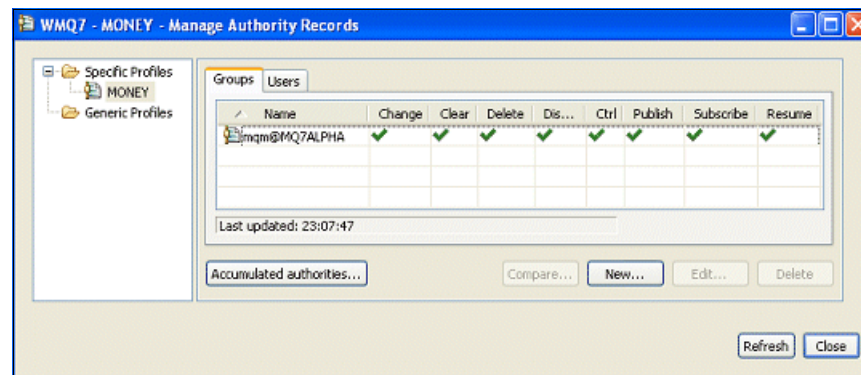 WMQ7 - MONEY - Manage Authority Records
Specific Profiles
MONEY
Generic Profiles
Groups Users
Name Change Clear Delete Dis... Ctrl Publish Subscribe Resume
mqm@MQ7ALPHA
Last updated: 23:07:47
Accumulated authorities... Compare... New... Edit... Delete
Refresh Close